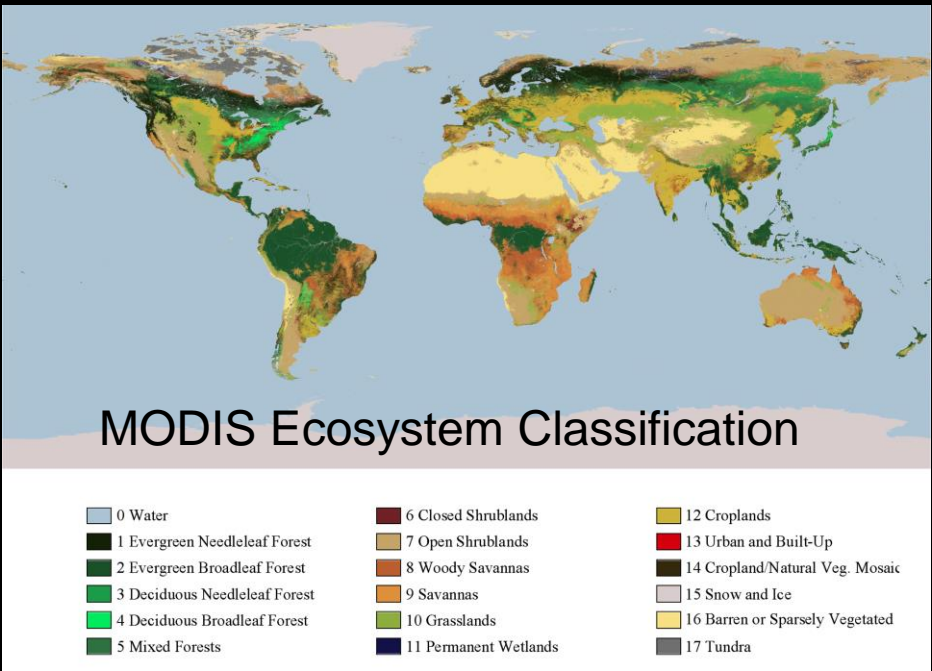 MODIS Ecosystem Classification
0 Water
1 Evergreen Needleleaf Forest
2 Evergreen Broadleaf Forest
3 Deciduous Needleleaf Forest
4 Deciduous Broadleaf Forest
5 Mixed Forests
6 Closed Shrublands
7 Open Shrublands
8 Woody Savannas
9 Savannas
10 Grasslands
11 Permanent Wetlands
12 Croplands
13 Urban and Built-Up
14 Cropland/Natural Veg. Mosaic
15 Snow and Ice
16 Barren or Sparsely Vegetated
17 Tundra